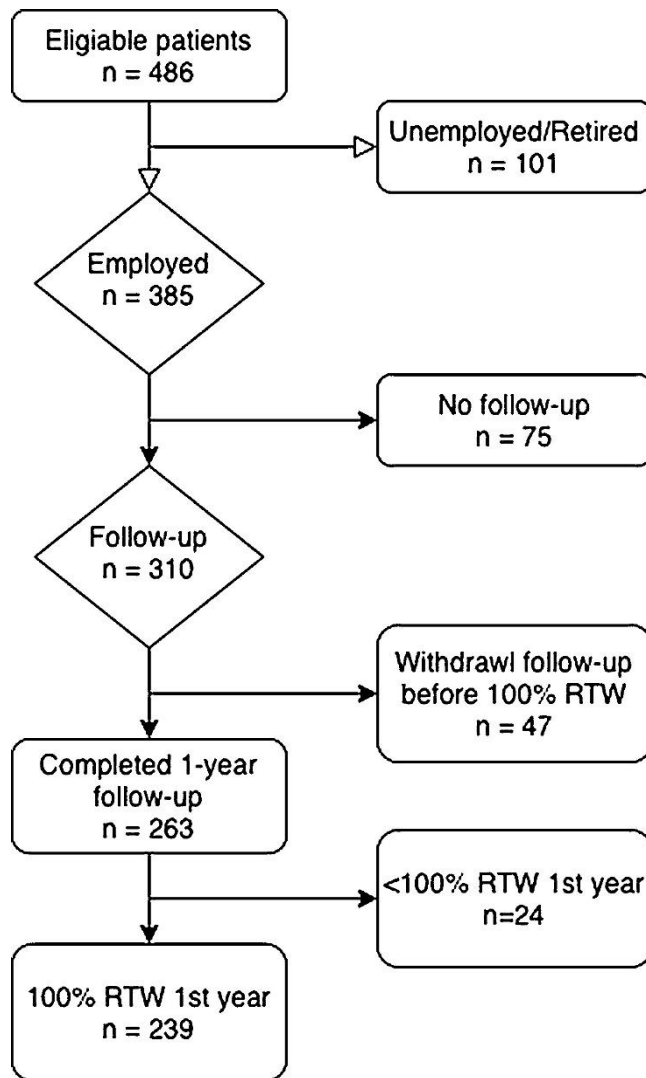 Eligiable patients
n = 486
Unemployed/Retired
n = 101
Employed
n = 385
No follow-up
n = 75
Follow-up
n = 310
Withdrawl follow-up
before 100% RTW
n = 47
Completed 1-year
follow-up
n = 263
<100% RTW 1st year
n=24
100% RTW 1st year
n = 239